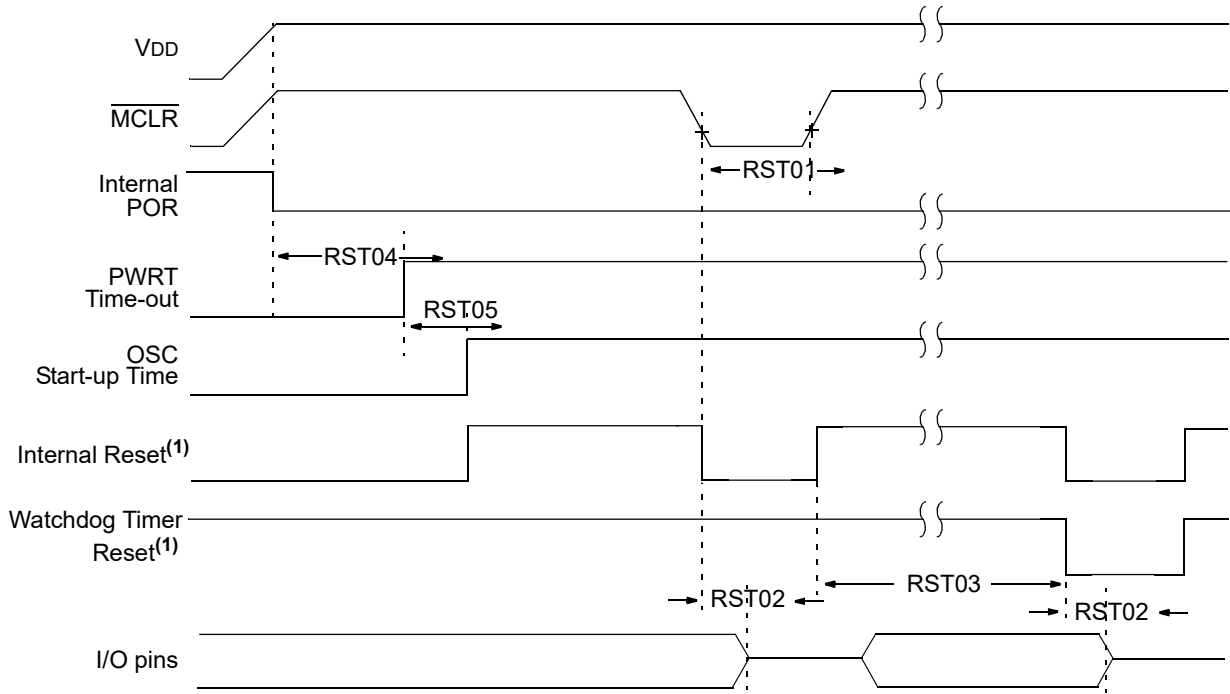 VDD
MCLR
RST01
Internal
POR
RST04
PWRT
Time-out
RST05
OSC
Start-up Time
Internal Reset(1)
Watchdog Timer
Reset(1)
RST02
RST03
RST02
I/O pins